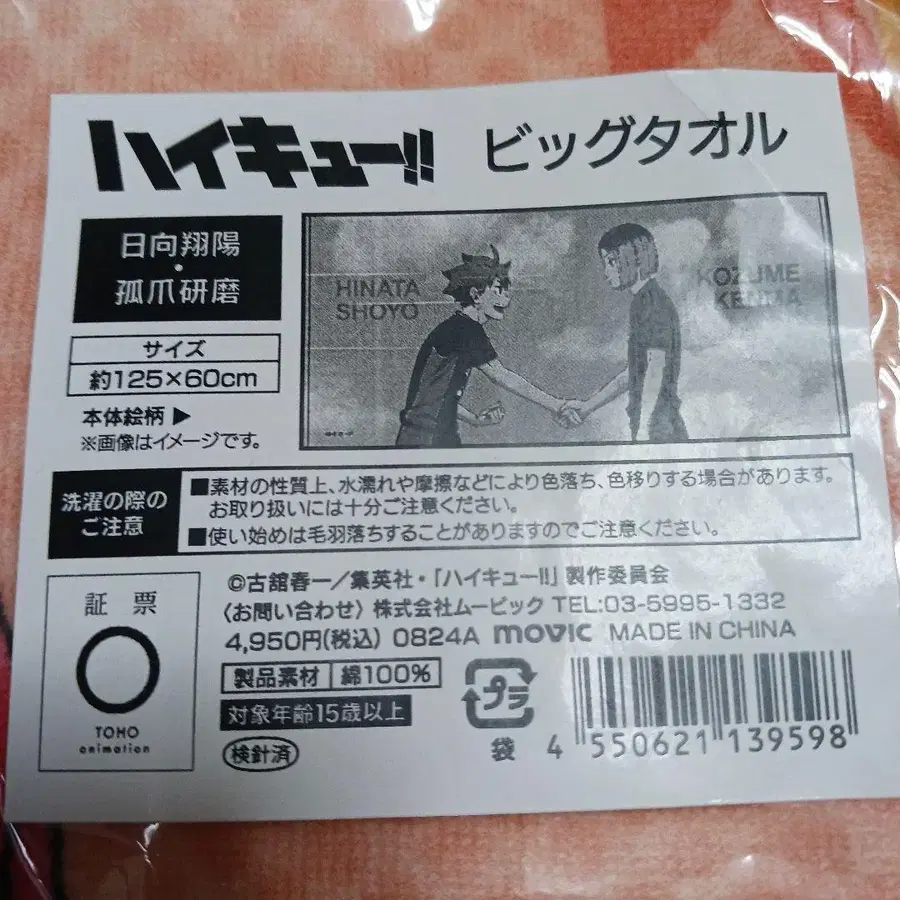 ハイキュー!! ビッグタオル
日向翔陽
・
孤爪研磨
HINATA
SHOYO
KOZUME
KENMA
サイズ
約125×60cm
本体絵柄 ▶
※画像はイメージです。
洗濯の際の
ご注意
■素材の性質上、水濡れや摩擦などにより色落ち、色移りする場合があります。
お取り扱いには十分ご注意ください。
■使い始めは毛羽落ちすることがありますのでご注意ください。
証票
TOHO
animation
©古舘春一/集英社・「ハイキュー!!」製作委員会
〈お問い合わせ〉株式会社ムービック TEL:03-5995-1332
4,950円(税込) 0824A movic MADE IN CHINA
製品素材 綿100%
対象年齢15歳以上
検針済
プラ
袋
4 550621 139598